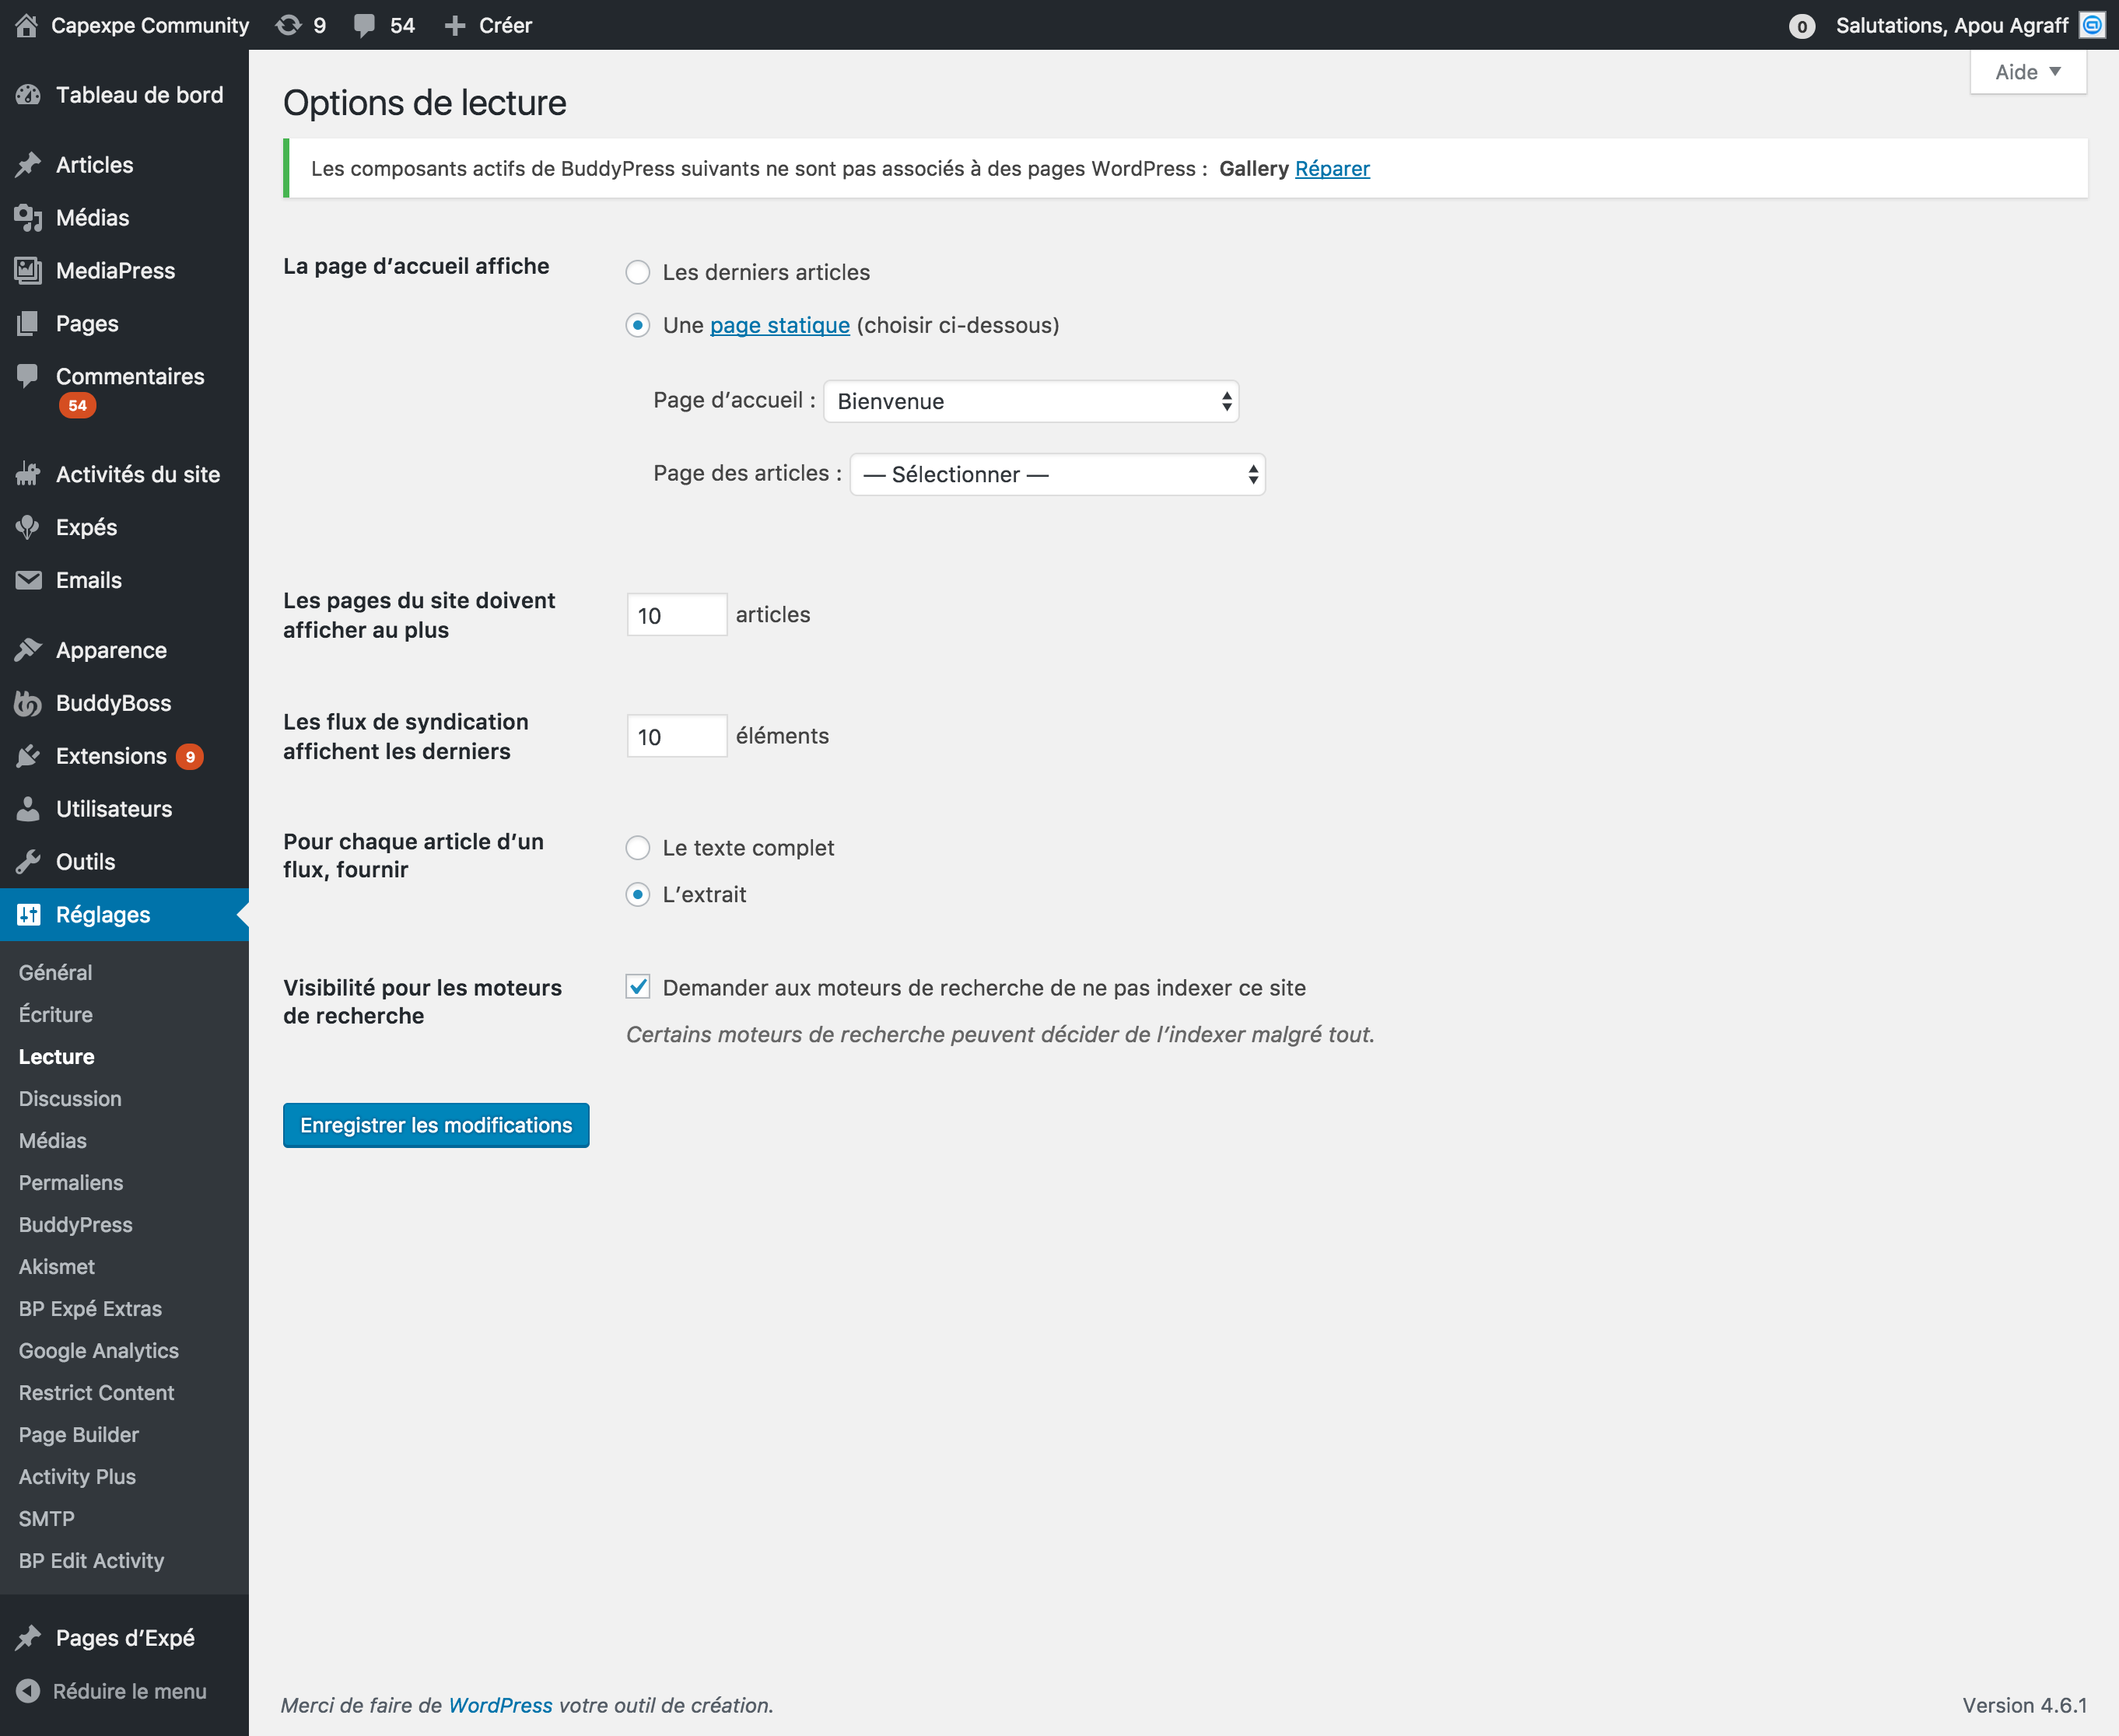 Capexpe Community 9 54 Créer 0 Salutations, Apou Agraff
Tableau de bord
Articles
Médias
MediaPress
Pages
Commentaires
54
Activités du site
Expés
Emails
Apparence
BuddyBoss
Extensions 9
Utilisateurs
Outils
Réglages
Général
Écriture
Lecture
Discussion
Médias
Permaliens
BuddyPress
Akismet
BP Expé Extras
Google Analytics
Restrict Content
Page Builder
Activity Plus
SMTP
BP Edit Activity
Pages d’Expé
Réduire le menu
Aide
Options de lecture
Les composants actifs de BuddyPress suivants ne sont pas associés à des pages WordPress : Gallery Réparer
La page d’accueil affiche
Les derniers articles
Une page statique (choisir ci-dessous)
Page d’accueil : Bienvenue
Page des articles : — Sélectionner —
Les pages du site doivent
afficher au plus
10 articles
Les flux de syndication
affichent les derniers
10 éléments
Pour chaque article d’un
flux, fournir
Le texte complet
L’extrait
Visibilité pour les moteurs
de recherche
Demander aux moteurs de recherche de ne pas indexer ce site
Certains moteurs de recherche peuvent décider de l’indexer malgré tout.
Enregistrer les modifications
Merci de faire de WordPress votre outil de création.
Version 4.6.1